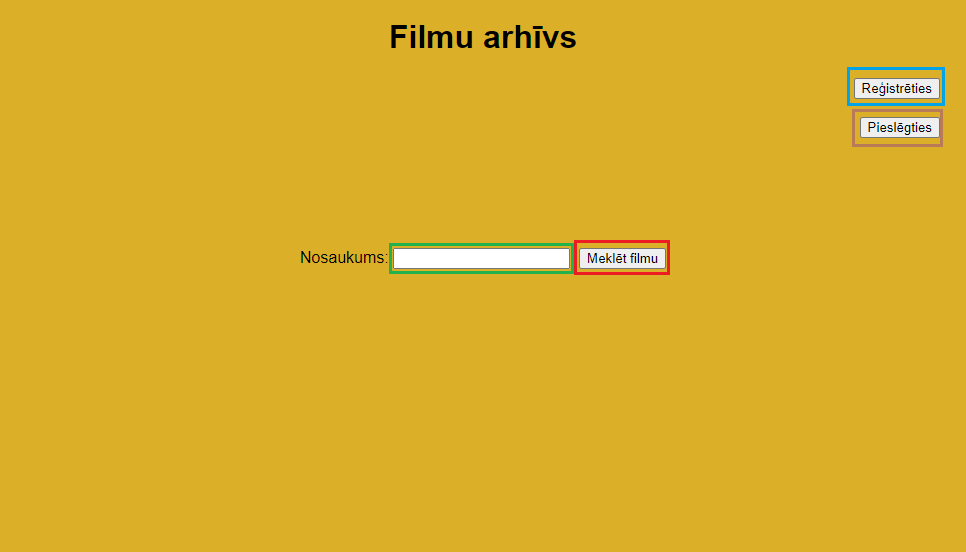 Filmu arhīvs
Reģistrēties
Pieslēgties
Nosaukums: Meklēt filmu